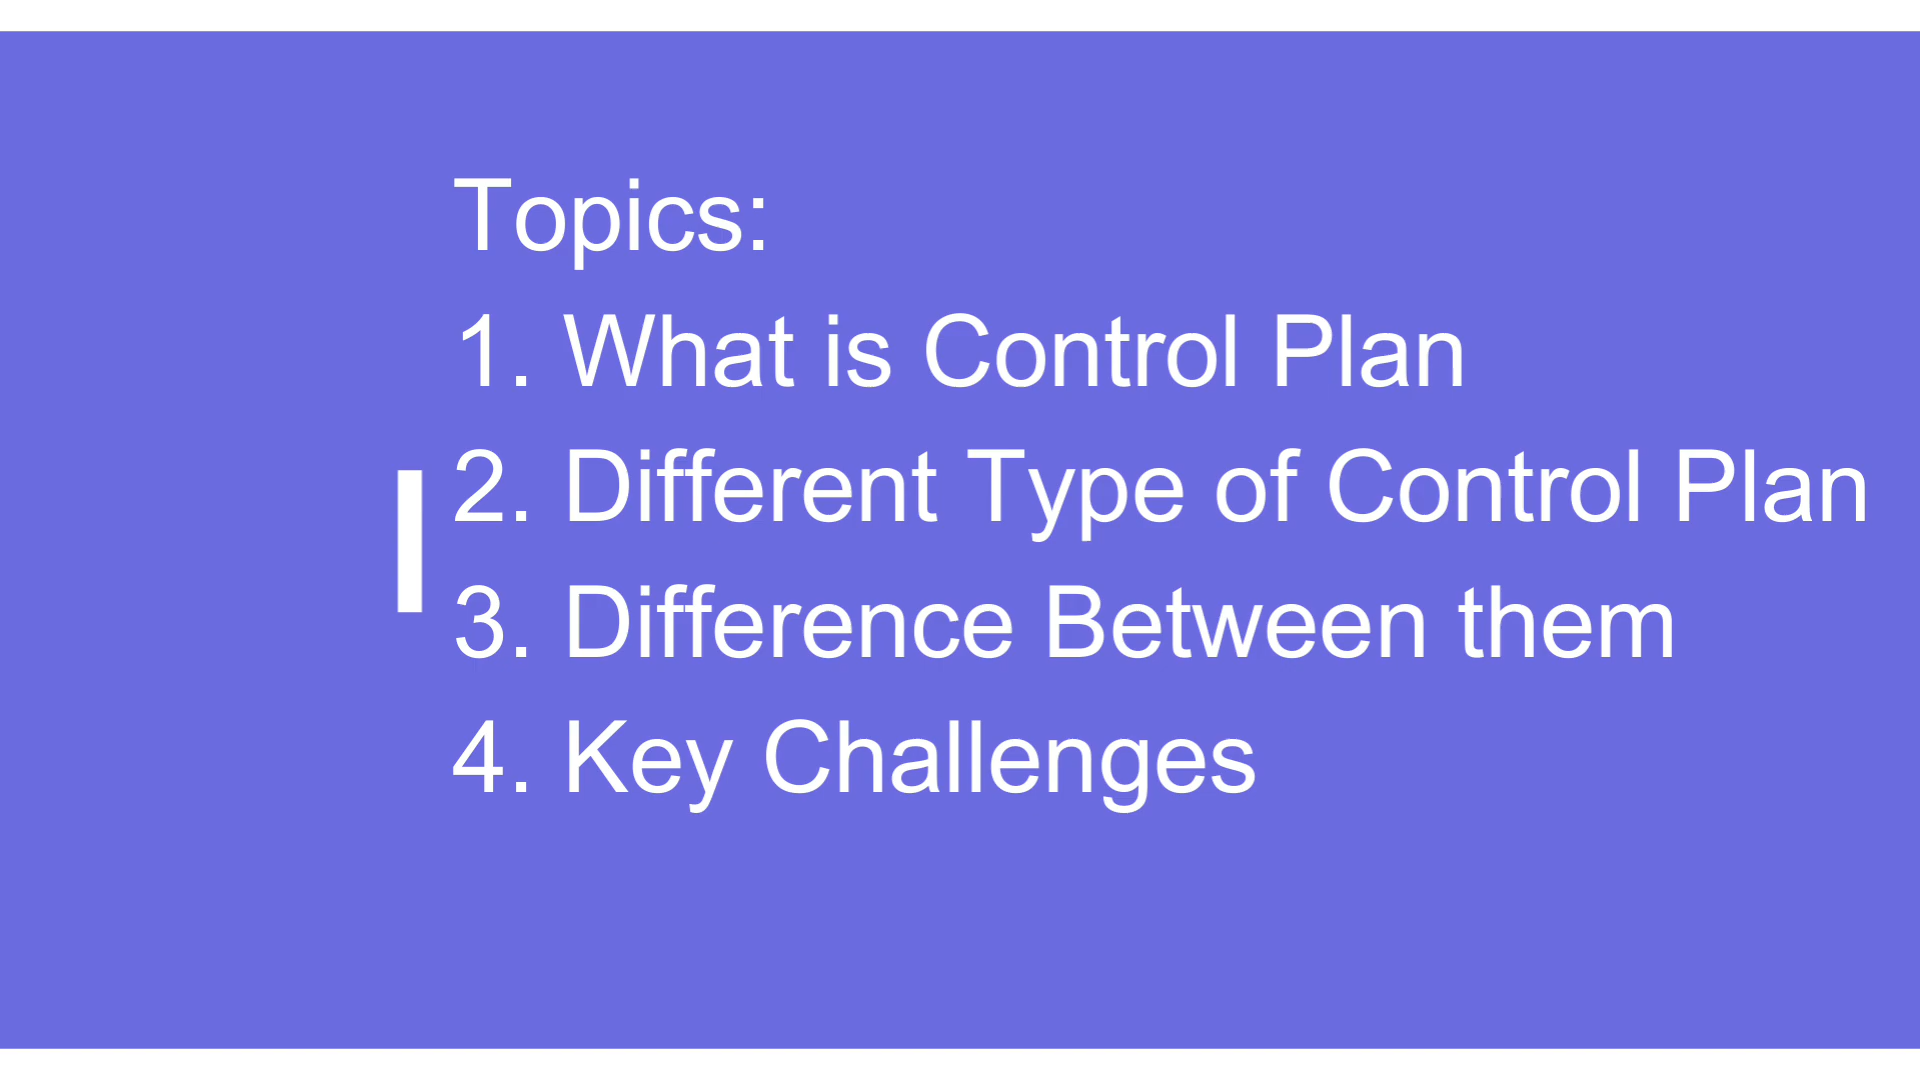 Topics:
1. What is Control Plan
2. Different Type of Control Plan
3. Difference Between them
4. Key Challenges